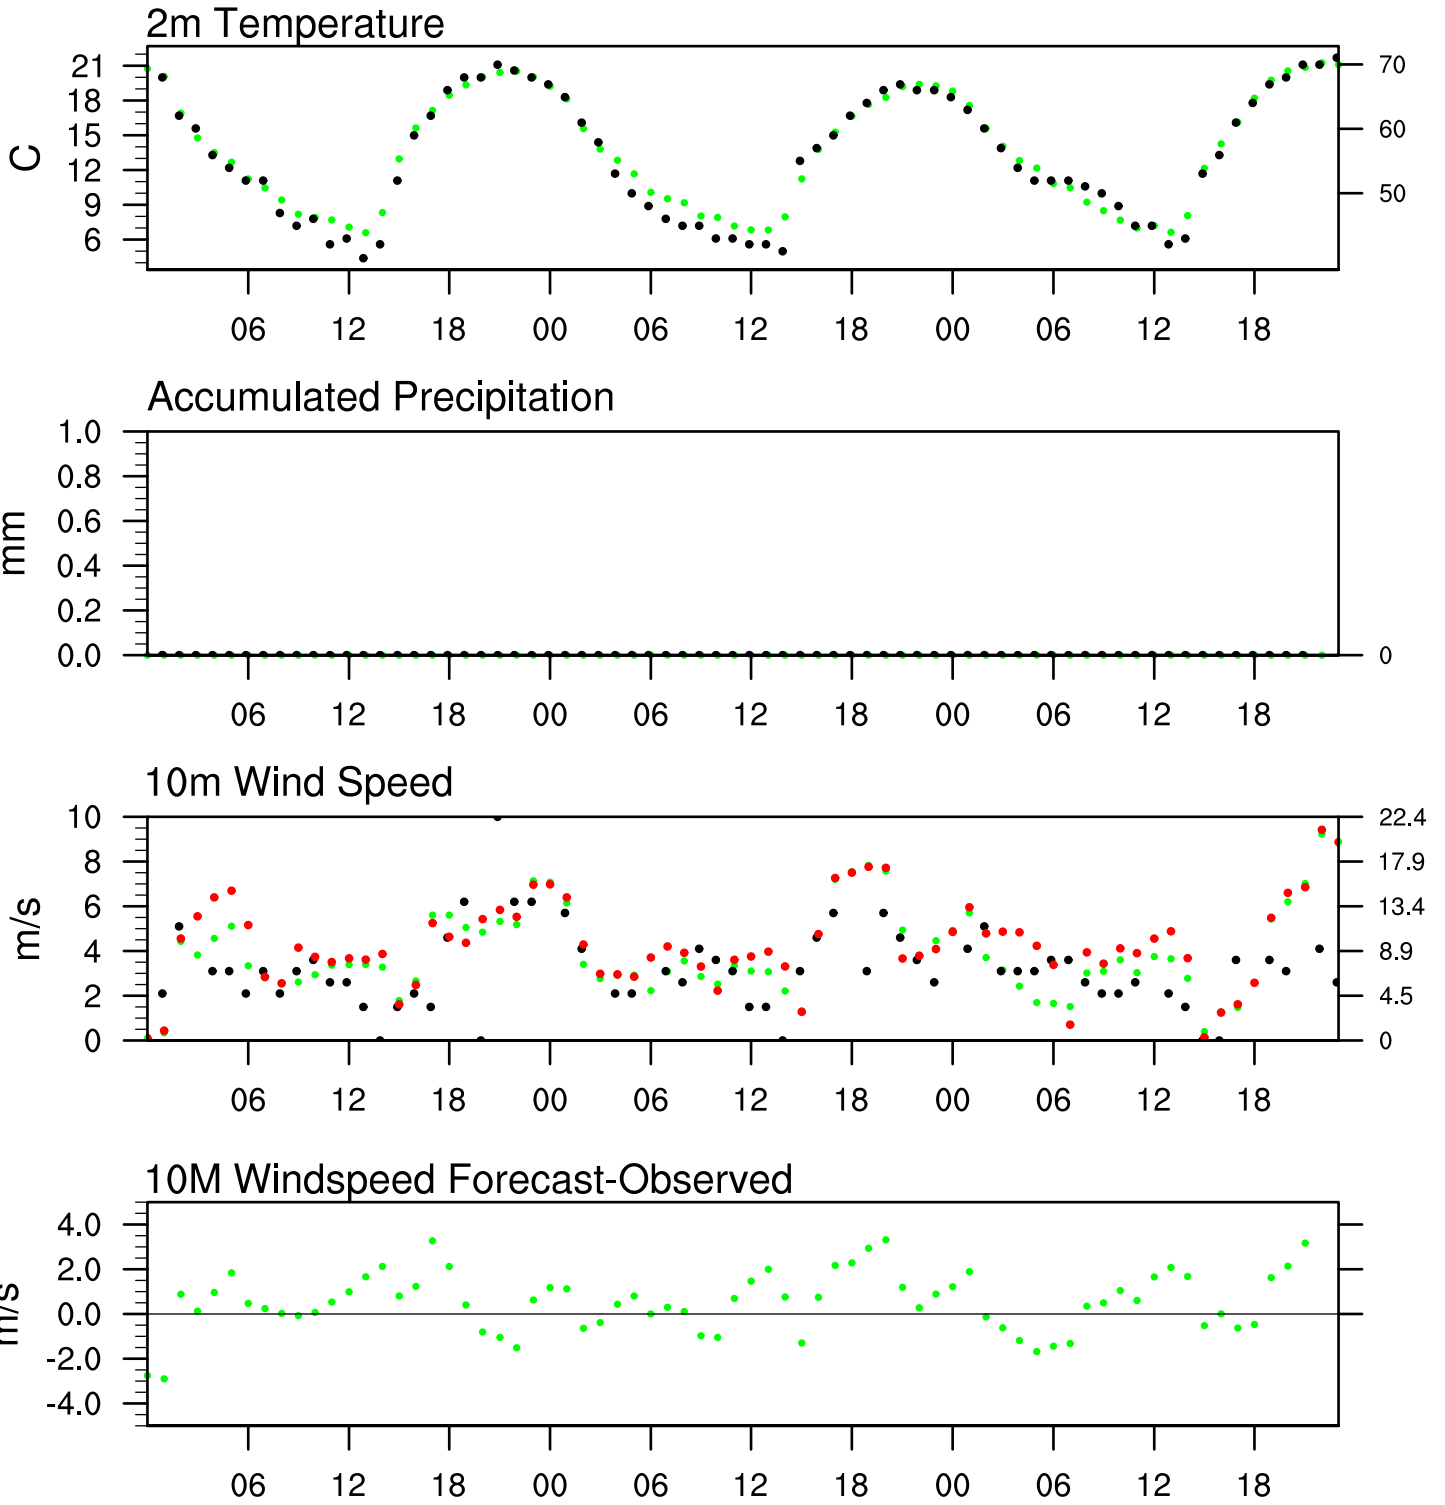 2m Temperature
21
18
15
12
9
6
C
70
60
50
06 12 18 00 06 12 18 00 06 12 18
Accumulated Precipitation
1.0
0.8
0.6
0.4
0.2
0.0
mm
0
06 12 18 00 06 12 18 00 06 12 18
10m Wind Speed
10
8
6
4
2
0
m/s
22.4
17.9
13.4
8.9
4.5
0
06 12 18 00 06 12 18 00 06 12 18
10M Windspeed Forecast-Observed
4.0
2.0
0.0
-2.0
-4.0
m/s
06 12 18 00 06 12 18 00 06 12 18